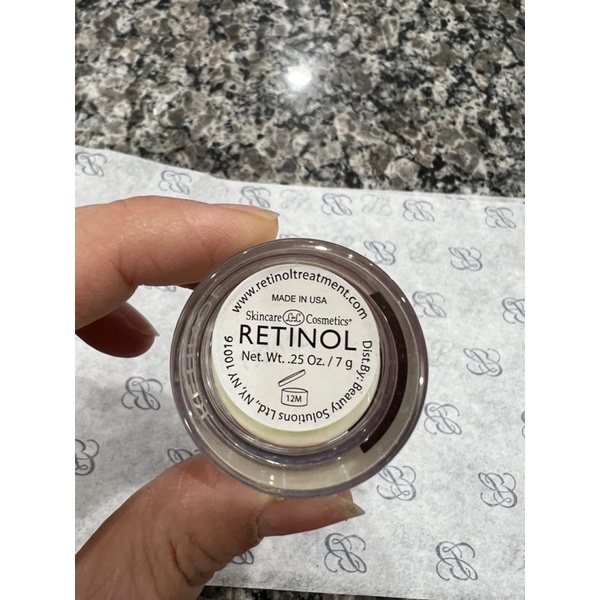 www.retinoltreatment.com
MADE IN USA
Skincare L&L Cosmetics®
RETINOL
Net. Wt. .25 Oz. / 7 g
12M
Dist.By: Beauty Solutions Ltd, NY, NY 10016